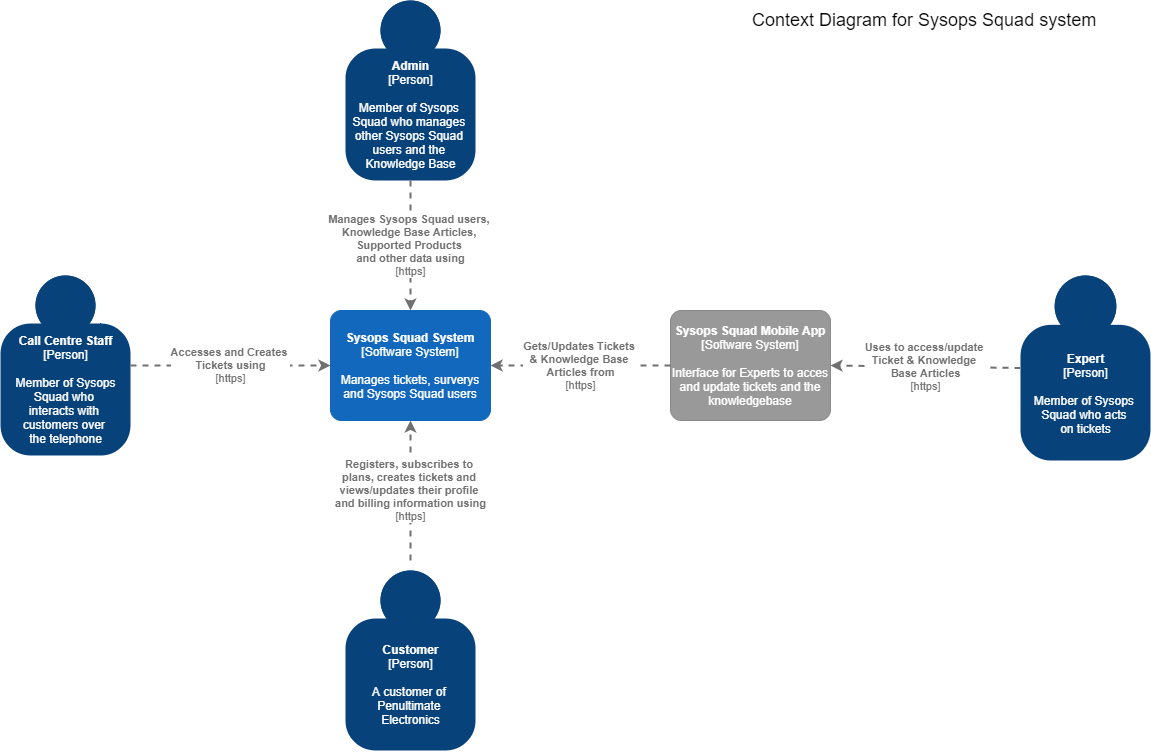 Context Diagram for Sysops Squad system
Admin
[Person]
Member of Sysops
Squad who manages
other Sysops Squad
users and the
Knowledge Base
Manages Sysops Squad users,
Knowledge Base Articles,
Supported Products
and other data using
[https]
Call Centre Staff
[Person]
Member of Sysops
Squad who
interacts with
customers over
the telephone
Accesses and Creates
Tickets using
[https]
Sysops Squad System
[Software System]
Manages tickets, surverys
and Sysops Squad users
Gets/Updates Tickets
& Knowledge Base
Articles from
[https]
Sysops Squad Mobile App
[Software System]
Interface for Experts to acces
and update tickets and the
knowledgebase
Uses to access/update
Ticket & Knowledge
Base Articles
[https]
Expert
[Person]
Member of Sysops
Squad who acts
on tickets
Registers, subscribes to
plans, creates tickets and
views/updates their profile
and billing information using
[https]
Customer
[Person]
A customer of
Penultimate
Electronics